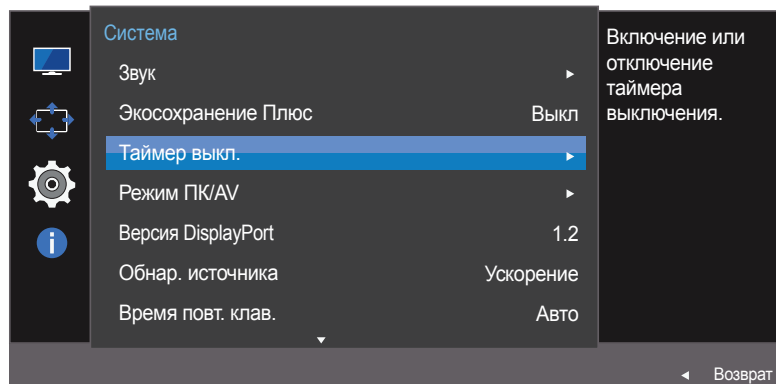 Система
Звук
Экосохранение Плюс Выкл
Таймер выкл.
Режим ПК/AV
Версия DisplayPort 1.2
Обнар. источника Ускорение
Время повт. клав. Авто
Включение или
отключение
таймера
выключения.
Возврат